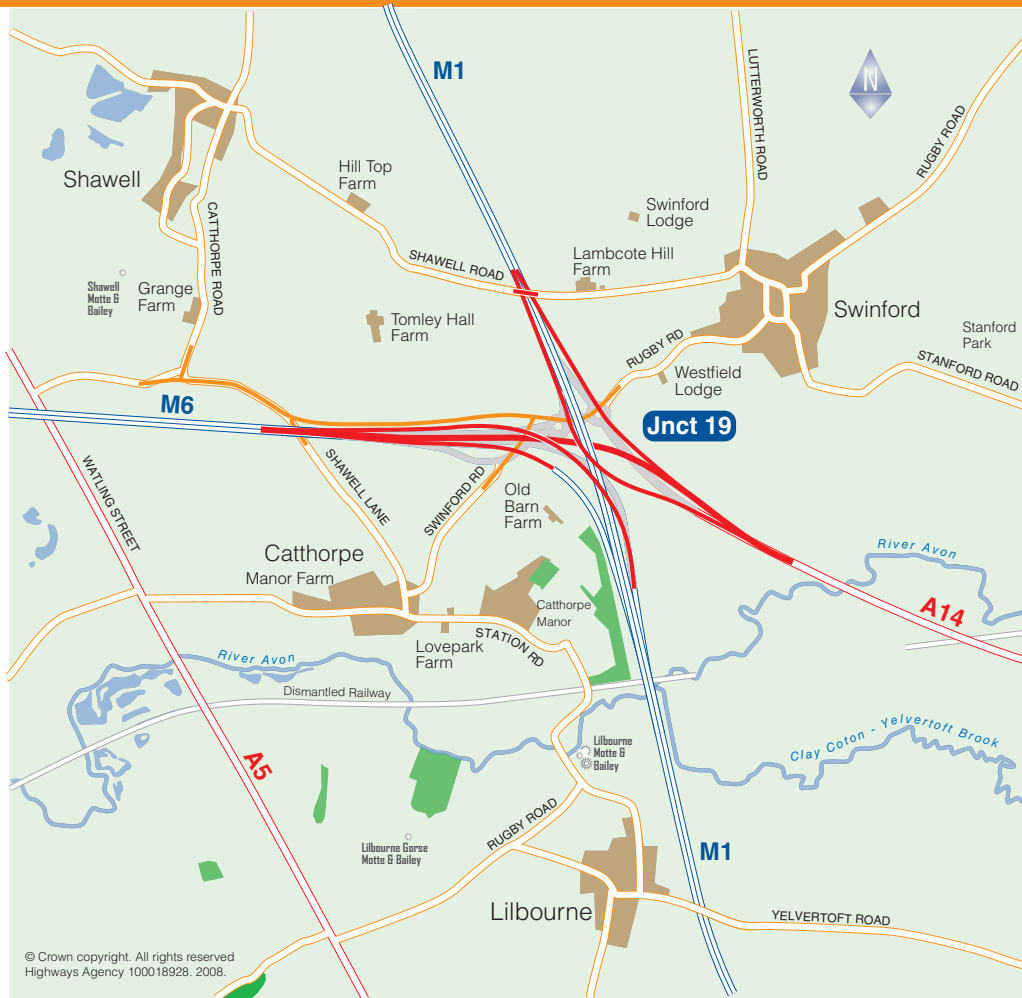 M1
N
LUTTERWORTH ROAD
RUGBY ROAD
Shawell
Hill Top
Farm
Swinford
Lodge
CATTHORPE ROAD
SHAWELL ROAD
Lambcote Hill
Farm
Shawell
Motte &
Bailey
Grange
Farm
Tomley Hall
Farm
Swinford
Stanford
Park
RUGBY RD
STANFORD ROAD
Westfield
Lodge
M6
Jnct 19
WATLING STREET
SHAWELL LANE
SWINFORD RD
Old
Barn
Farm
Catthorpe
Manor Farm
River Avon
Catthorpe
Manor
A14
Lovepark
Farm
STATION RD
River Avon
Dismantled Railway
Lilbourne
Motte &
Bailey
Clay Coton - Yelvertoft Brook
A5
RUGBY ROAD
Lilbourne Gorse
Motte & Bailey
M1
Lilbourne
YELVERTOFT ROAD
© Crown copyright. All rights reserved
Highways Agency 100018928. 2008.